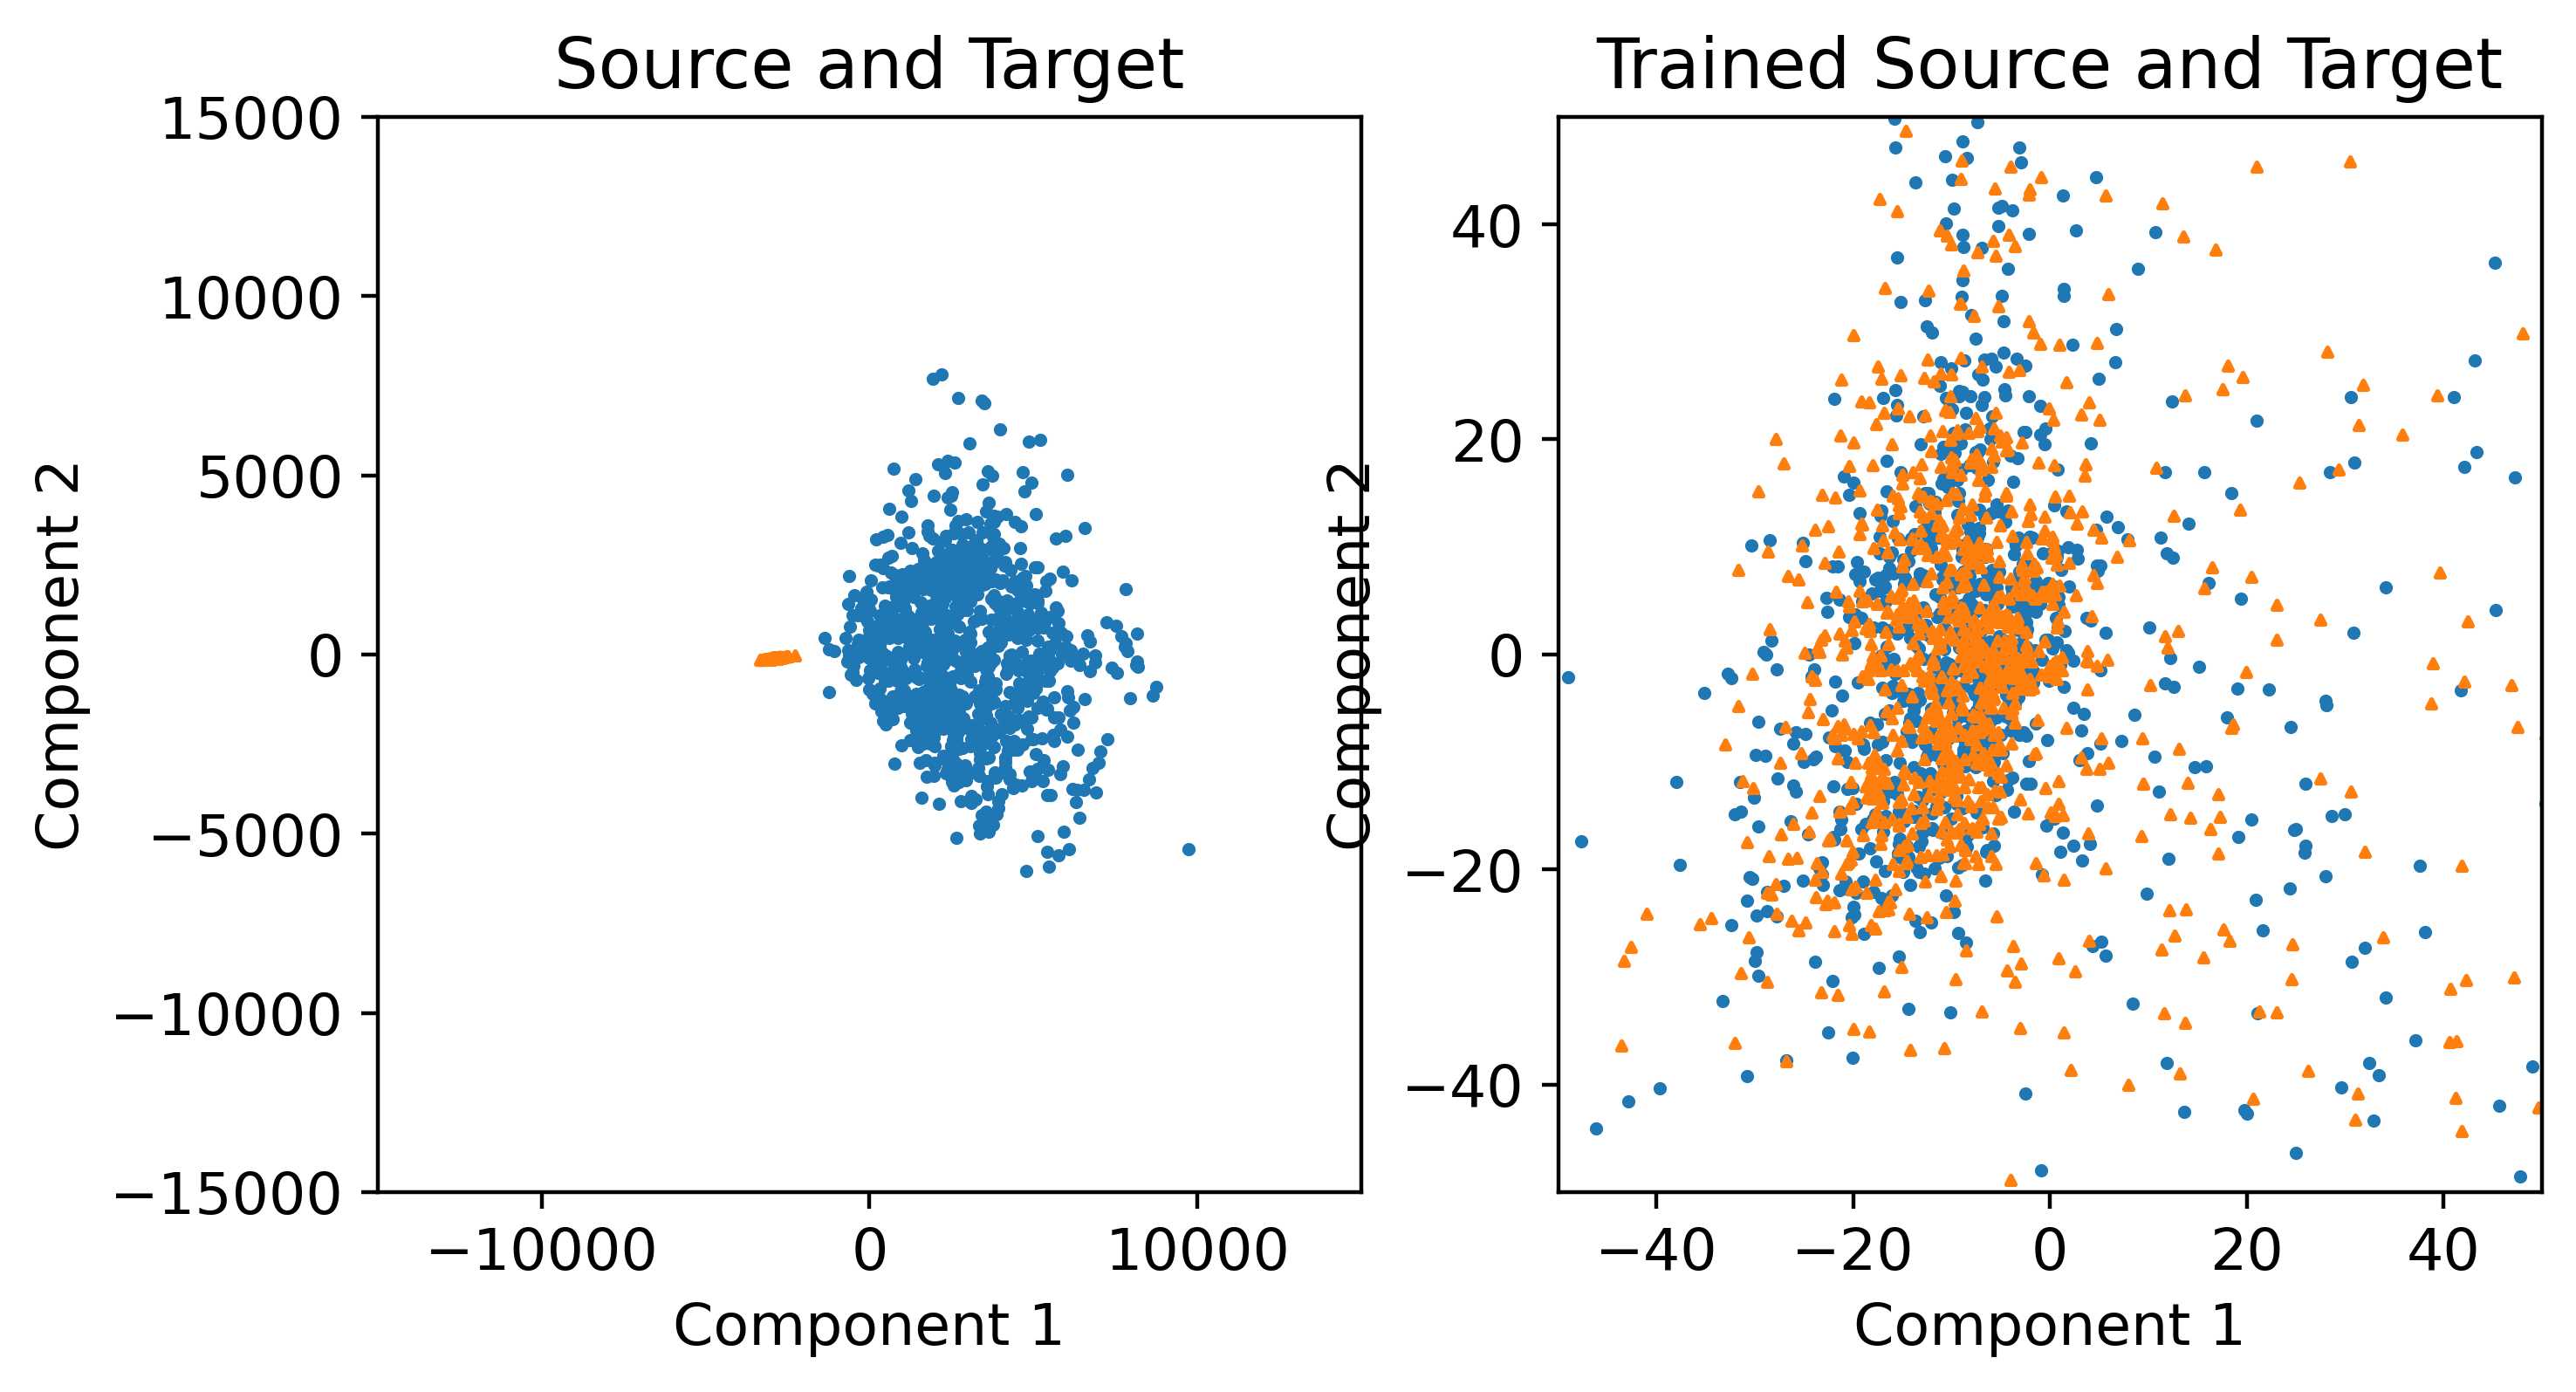 Source and Target
15000
10000
5000
0
−5000
−10000
−15000
Component 2
−10000 0 10000
Component 1
Trained Source and Target
40
20
0
−20
−40
Component 2
−40 −20 0 20 40
Component 1